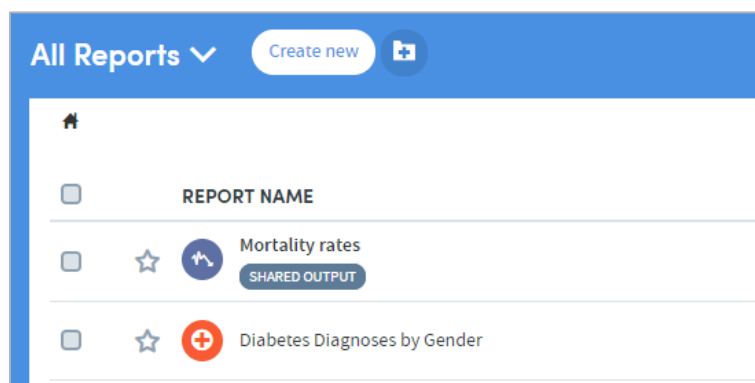 All Reports
Create new
REPORT NAME
Mortality rates
SHARED OUTPUT
Diabetes Diagnoses by Gender